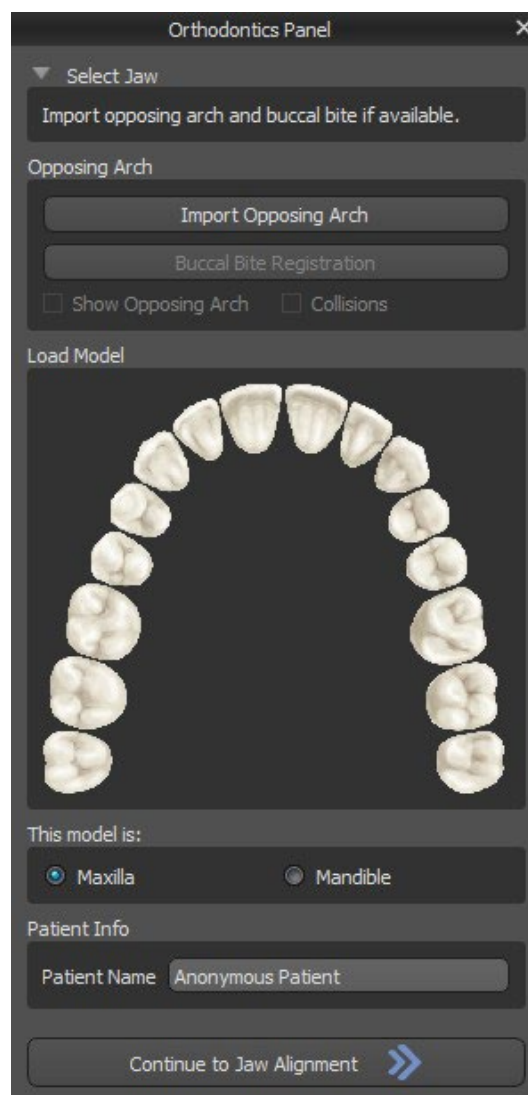 Orthodontics Panel
Select Jaw
Import opposing arch and buccal bite if available.
Opposing Arch
Import Opposing Arch
Buccal Bite Registration
Show Opposing Arch Collisions
Load Model
This model is:
Maxilla Mandible
Patient Info
Patient Name Anonymous Patient
Continue to Jaw Alignment